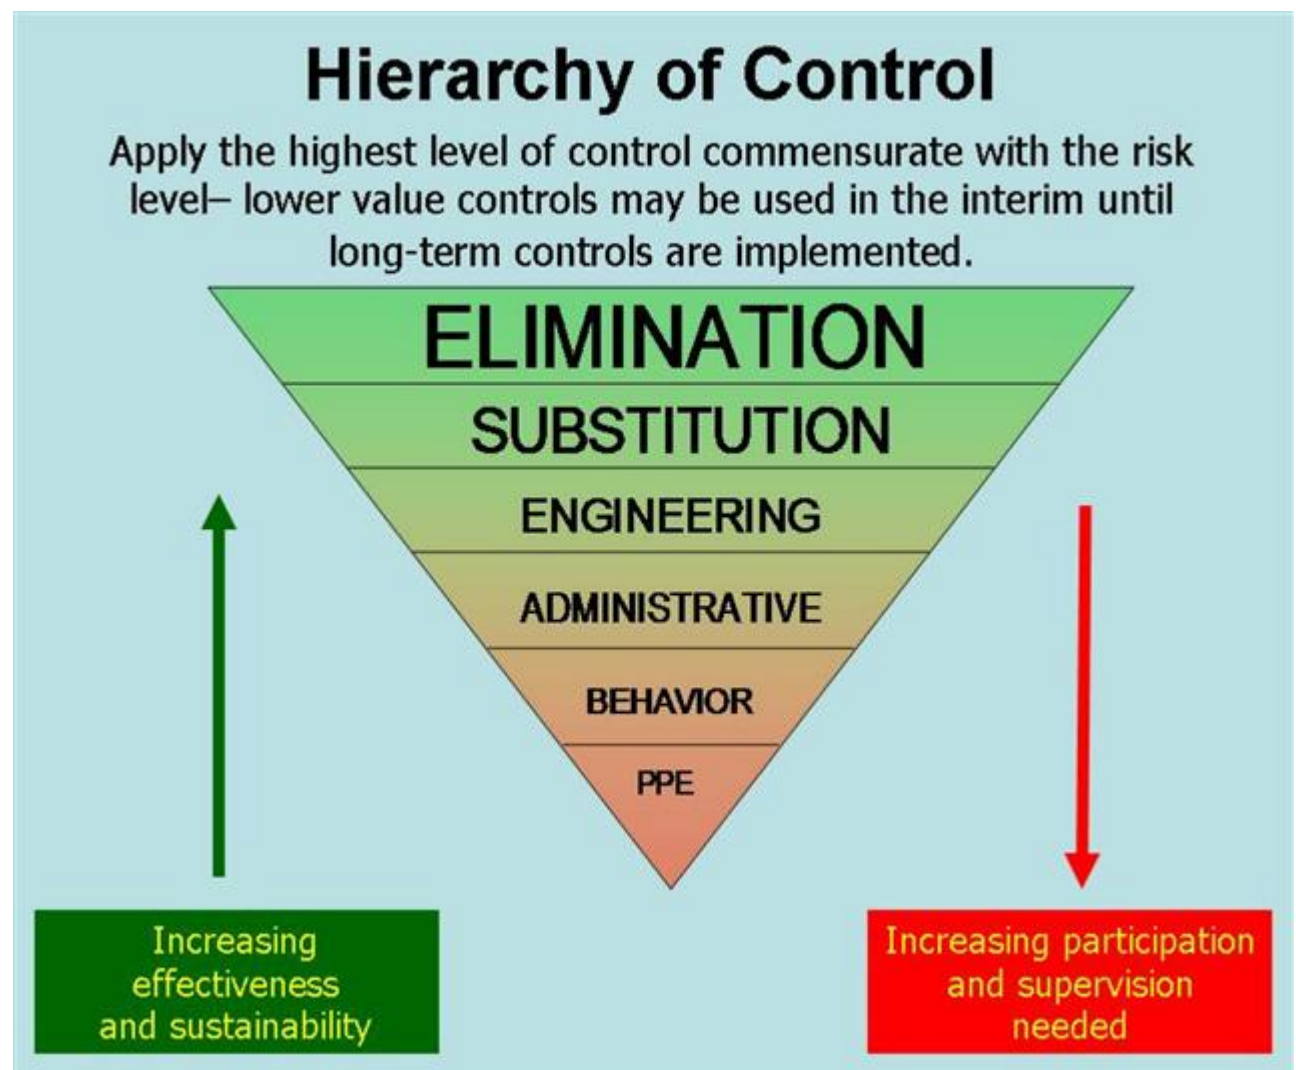 Hierarchy of Control
Apply the highest level of control commensurate with the risk
level– lower value controls may be used in the interim until
long-term controls are implemented.
ELIMINATION
SUBSTITUTION
ENGINEERING
ADMINISTRATIVE
BEHAVIOR
PPE
Increasing
effectiveness
and sustainability
Increasing participation
and supervision
needed